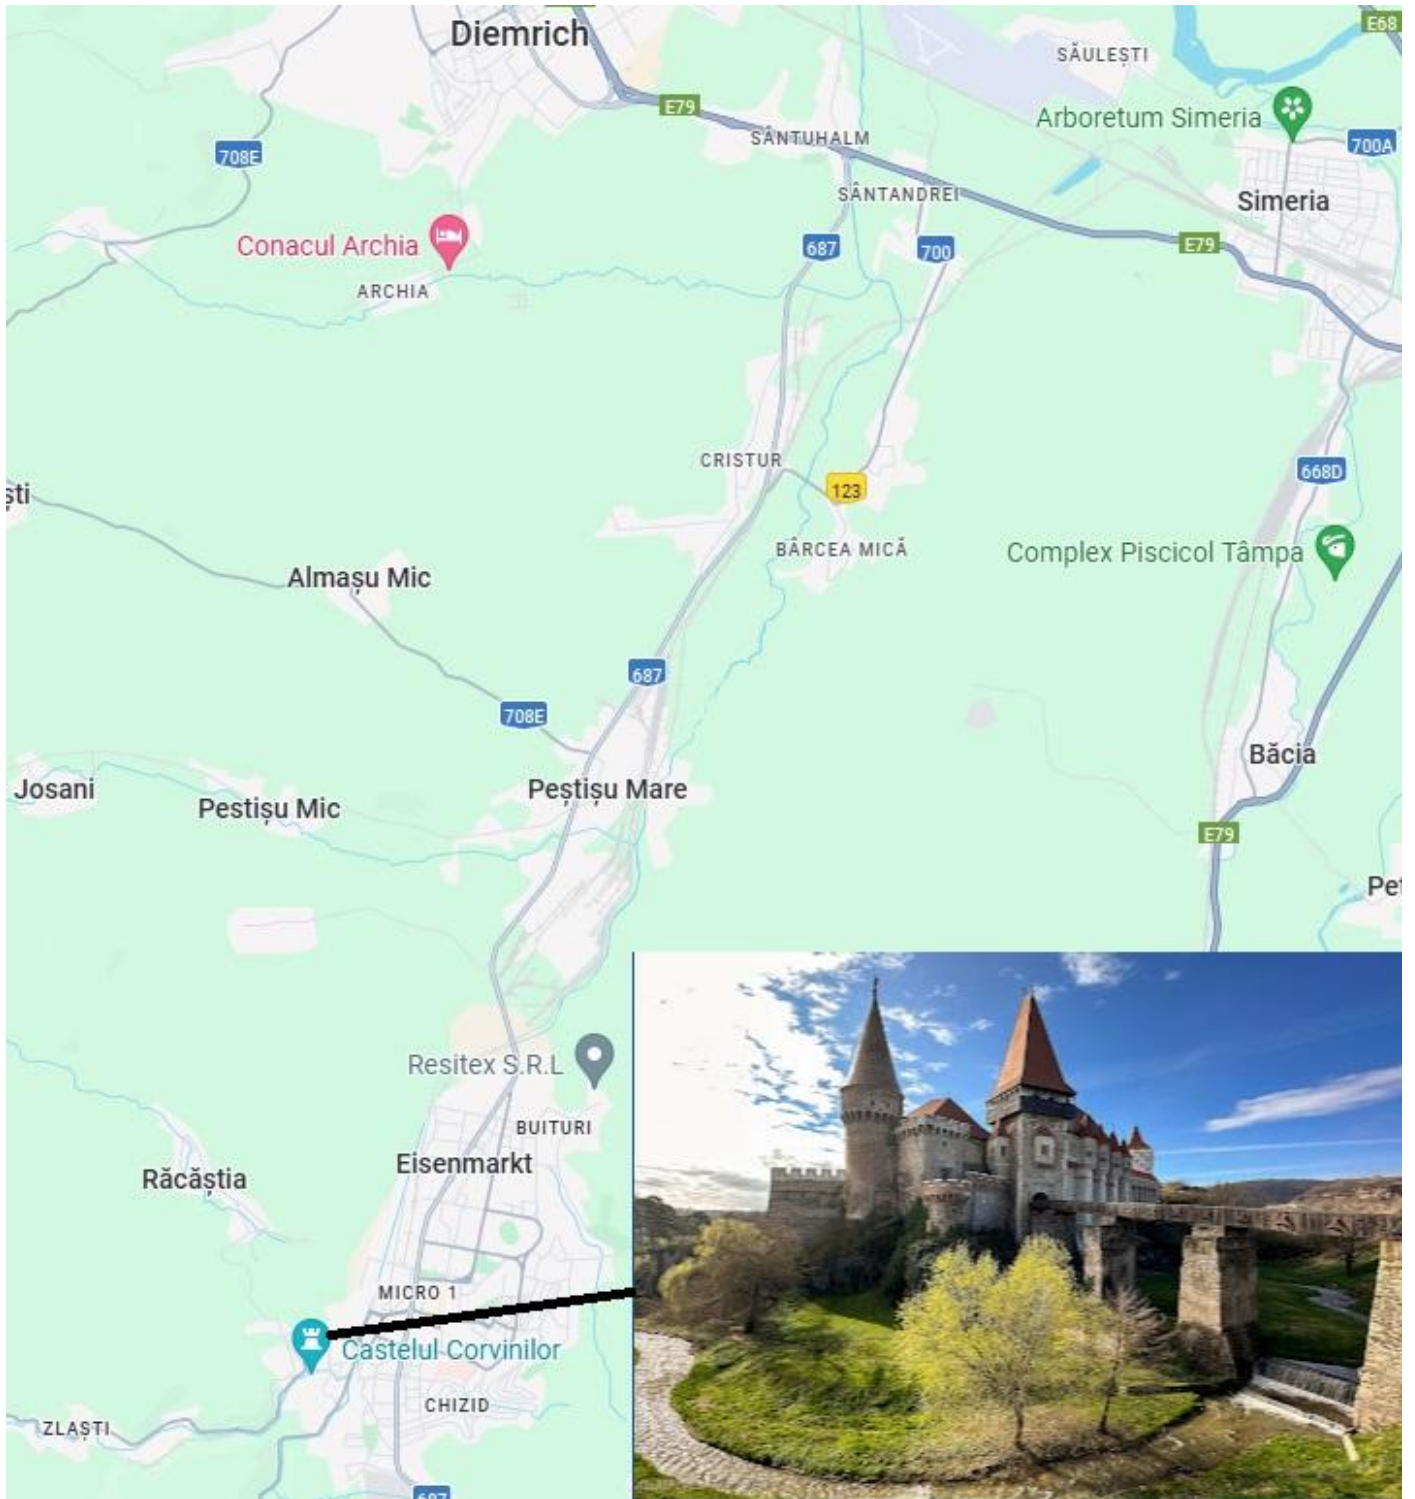 Diemrich
E68
SĂULEȘTI
E79
Arboretum Simeria
SÂNTUHALM
700A
708E
SÂNTANDREI
Simeria
Conacul Archia
687
700
E79
ARCHIA
CRISTUR
668D
ști
123
BÂRCEA MICĂ
Complex Piscicol Tâmpa
Almașu Mic
687
708E
Băcia
Josani
Peștișu Mare
Pestișu Mic
E79
Pet
Resitex S.R.L
BUITURI
Eisenmarkt
Răcăștia
MICRO 1
Castelul Corvinilor
CHIZID
ZLAȘTI
687